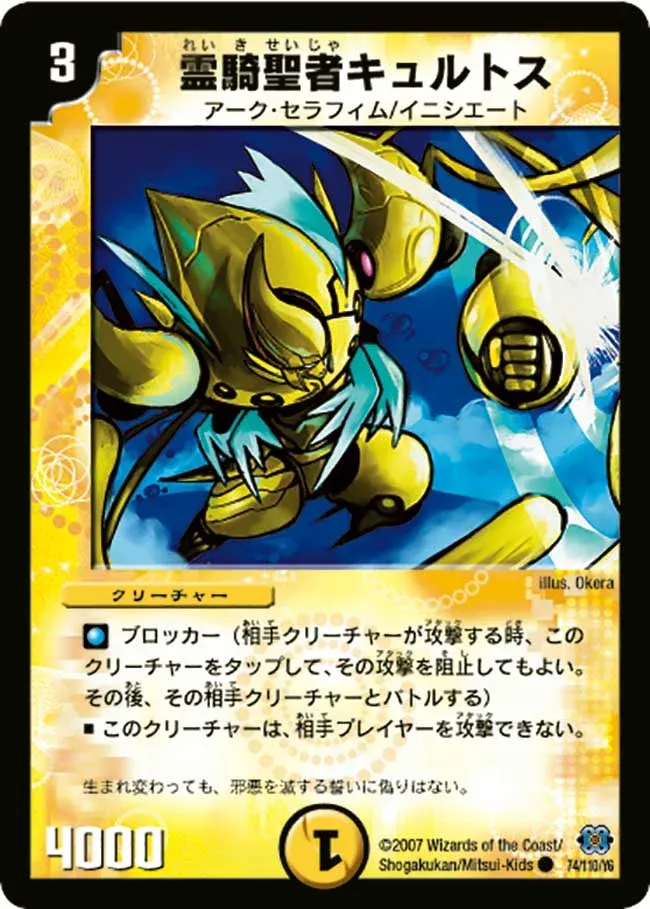 3
れいきせいじゃ
霊騎聖者キュルトス
アーク・セラフィム/イニシエート
illus. Okera
クリーチャー
ブロッカー（相手クリーチャーが攻撃する時、この
クリーチャーをタップして、その攻撃を阻止してもよい。
その後、その相手クリーチャーとバトルする）
■ このクリーチャーは、相手プレイヤーを攻撃できない。
生まれ変わっても、邪悪を滅する誓いに偽りはない。
4000
1
©2007 Wizards of the Coast/
Shogakukan/Mitsui-Kids ● 74/110/Y6